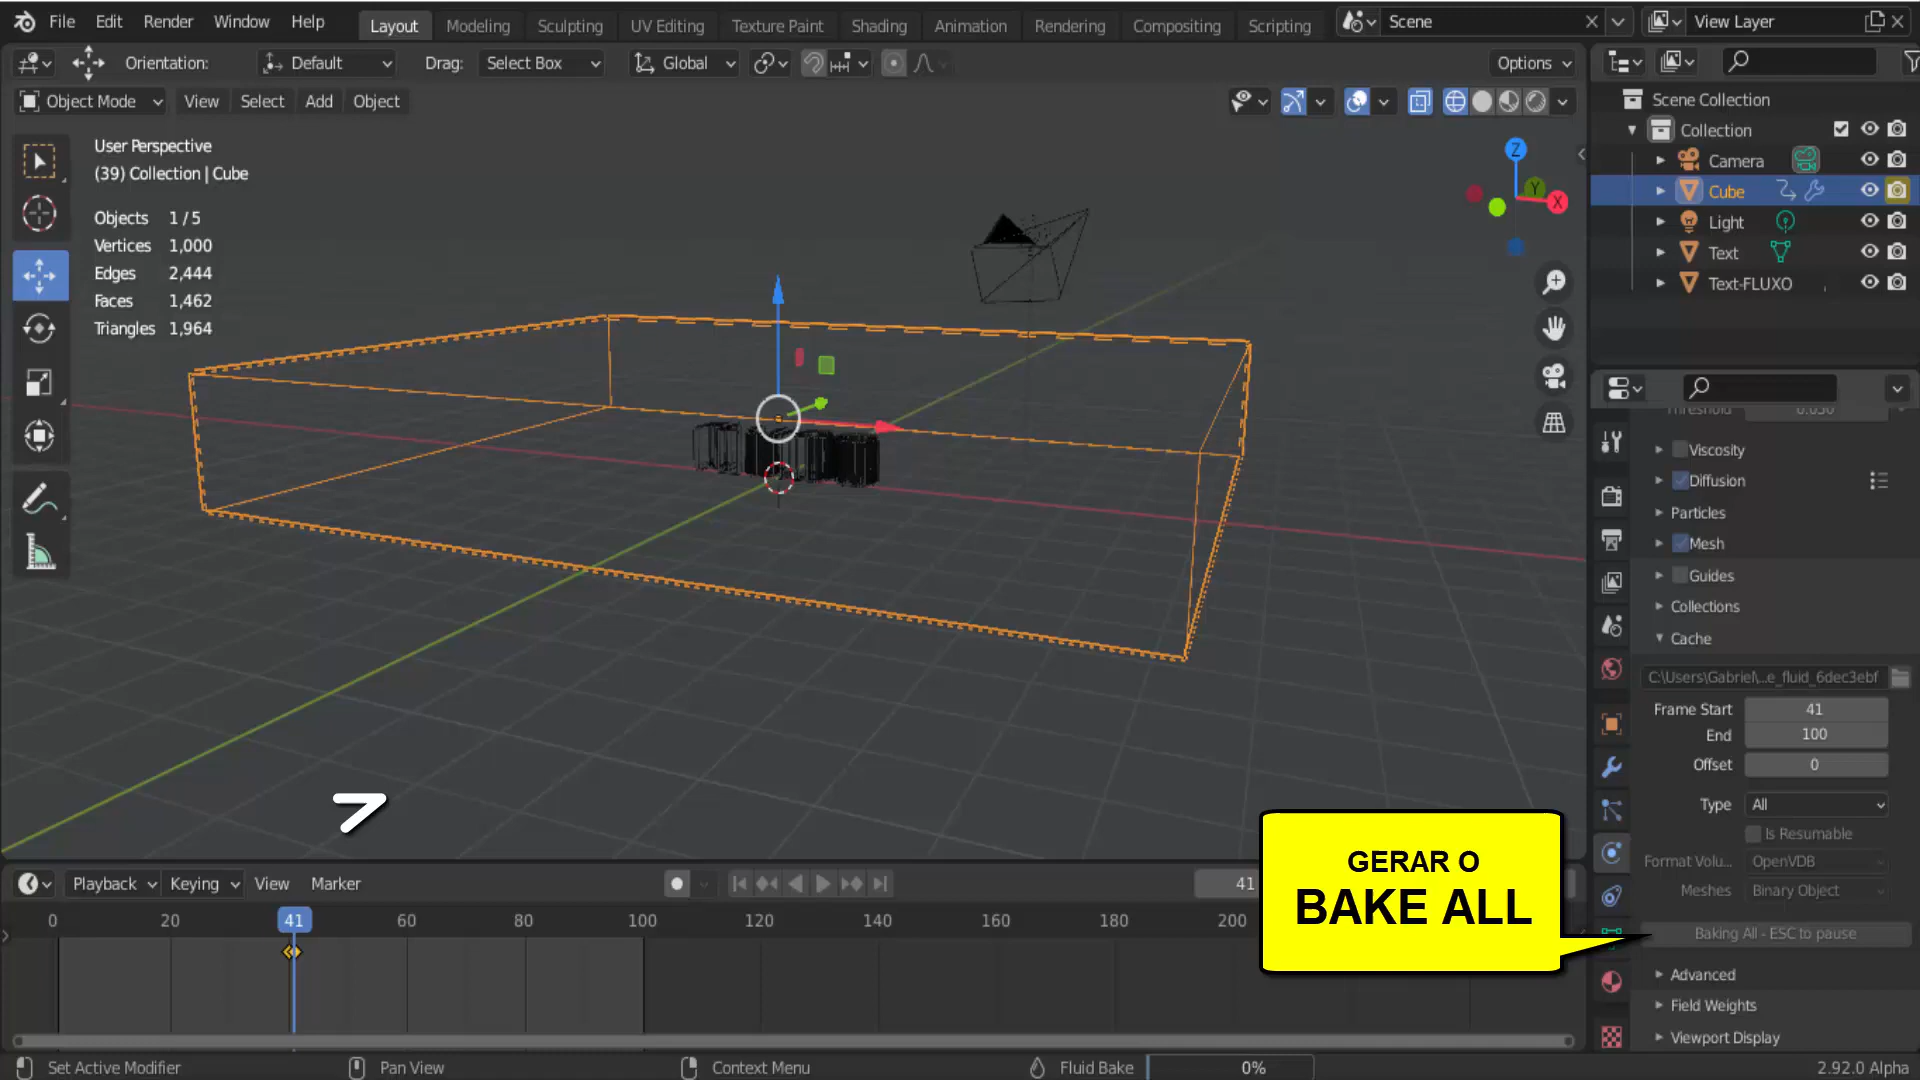 File Edit Render Window Help Layout Modeling Sculpting UV Editing Texture Paint Shading Animation Rendering Compositing Scripting Scene View Layer
Orientation: Default Drag: Select Box Global Options
Object Mode View Select Add Object
User Perspective
(39) Collection | Cube
Objects 1 / 5
Vertices 1,000
Edges 2,444
Faces 1,462
Triangles 1,964
Z
Y
X
Scene Collection
Collection
Camera
Cube
Light
Text
Text-FLUXO
Threshold 0.050
Viscosity
Diffusion
Particles
Mesh
Guides
Collections
Cache
C:\Users\Gabriel\...e_fluid_6dec3ebf
Frame Start 41
End 100
Offset 0
Type All
Is Resumable
Format Volu... OpenVDB
Meshes Binary Object
Baking All - ESC to pause
Advanced
Field Weights
Viewport Display
GERAR O
BAKE ALL
Playback Keying View Marker 41
0 20 41 60 80 100 120 140 160 180 200
Set Active Modifier Pan View Context Menu Fluid Bake 0% 2.92.0 Alpha